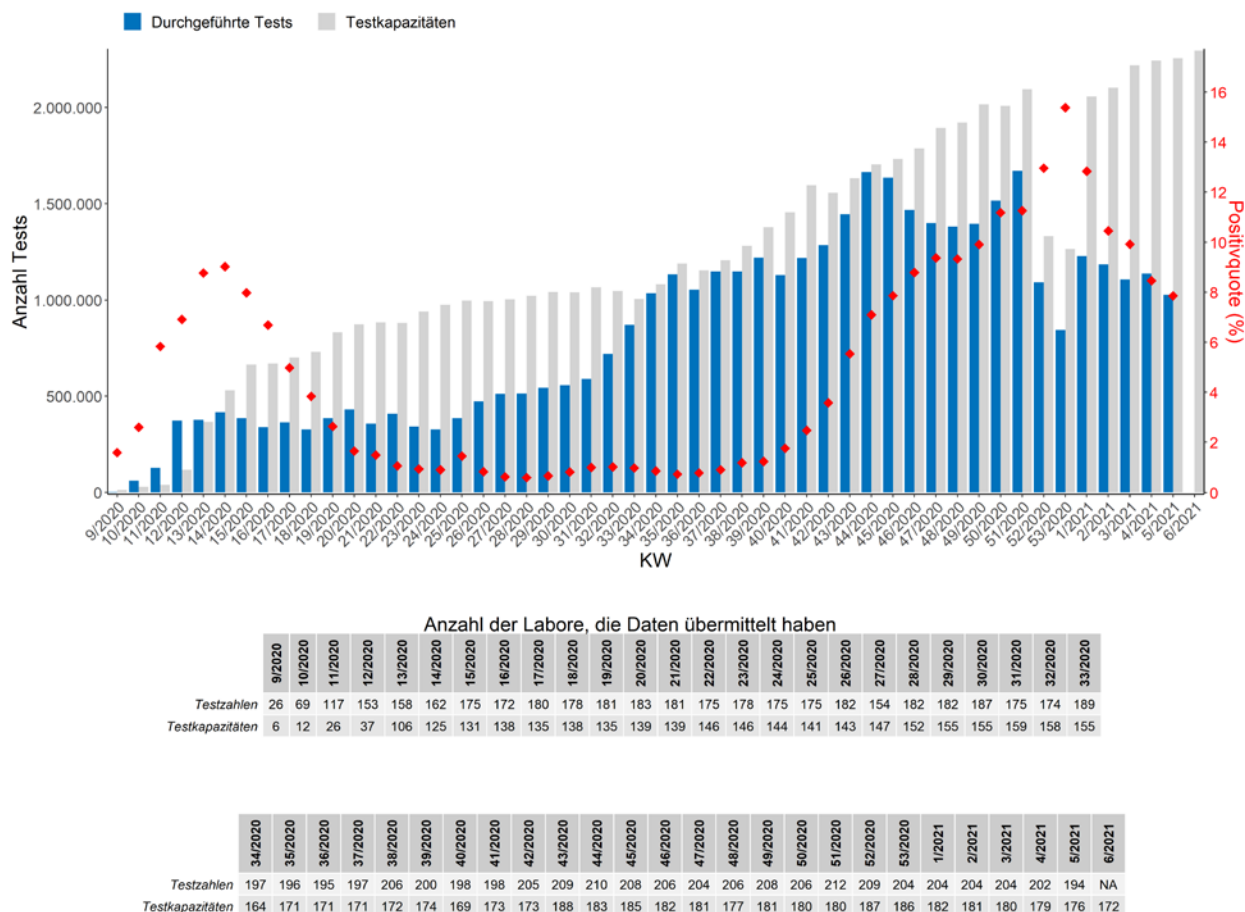 Durchgeführte Tests Testkapazitäten
Anzahl Tests
2.000.000
1.500.000
1.000.000
500.000
0
16
14
12
10
8
6
4
2
0
Positivquote (%)
9/2020 10/2020 11/2020 12/2020 13/2020 14/2020 15/2020 16/2020 17/2020 18/2020 19/2020 20/2020 21/2020 22/2020 23/2020 24/2020 25/2020 26/2020 27/2020 28/2020 29/2020 30/2020 31/2020 32/2020 33/2020 34/2020 35/2020 36/2020 37/2020 38/2020 39/2020 40/2020 41/2020 42/2020 43/2020 44/2020 45/2020 46/2020 47/2020 48/2020 49/2020 50/2020 51/2020 52/2020 53/2020 1/2021 2/2021 3/2021 4/2021 5/2021 6/2021
KW
Anzahl der Labore, die Daten übermittelt haben
9/2020 10/2020 11/2020 12/2020 13/2020 14/2020 15/2020 16/2020 17/2020 18/2020 19/2020 20/2020 21/2020 22/2020 23/2020 24/2020 25/2020 26/2020 27/2020 28/2020 29/2020 30/2020 31/2020 32/2020 33/2020
Testzahlen 26 69 117 153 158 162 175 172 180 178 181 183 181 175 178 175 175 182 154 182 182 187 175 174 189
Testkapazitäten 6 12 26 37 106 125 131 138 135 138 135 139 139 146 146 144 141 143 147 152 155 155 159 158 155
34/2020 35/2020 36/2020 37/2020 38/2020 39/2020 40/2020 41/2020 42/2020 43/2020 44/2020 45/2020 46/2020 47/2020 48/2020 49/2020 50/2020 51/2020 52/2020 53/2020 1/2021 2/2021 3/2021 4/2021 5/2021 6/2021
Testzahlen 197 196 195 197 206 200 198 198 205 209 210 208 206 204 206 208 206 212 209 204 204 204 204 202 194 NA
Testkapazitäten 164 171 171 171 172 174 169 173 173 188 183 185 182 181 177 181 180 180 187 186 182 181 180 179 176 172